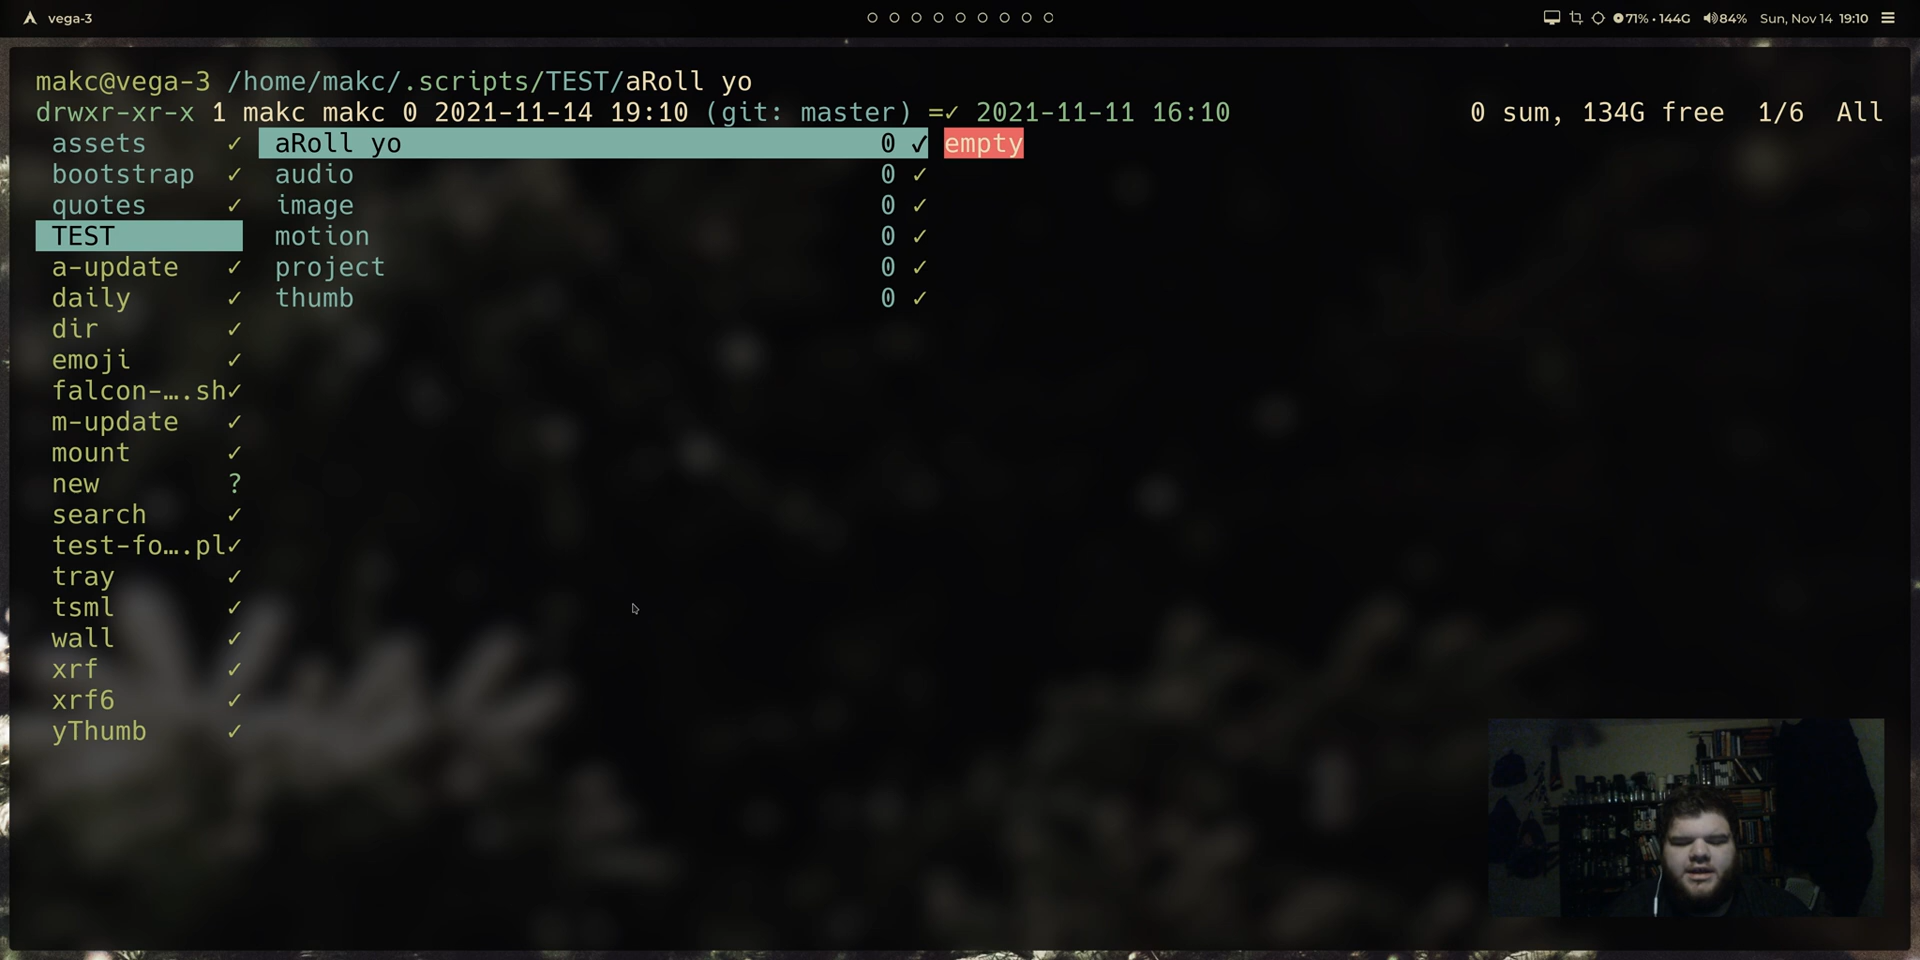 vega-3 71% · 144G 84% Sun, Nov 14 19:10
makc@vega-3 /home/makc/.scripts/TEST/aRoll yo
drwxr-xr-x 1 makc makc 0 2021-11-14 19:10 (git: master) =✓ 2021-11-11 16:10 0 sum, 134G free 1/6 All
assets ✓ aRoll yo 0 ✓ empty
bootstrap ✓ audio 0 ✓
quotes ✓ image 0 ✓
TEST motion 0 ✓
a-update ✓ project 0 ✓
daily ✓ thumb 0 ✓
dir ✓
emoji ✓
falcon-….sh✓
m-update ✓
mount ✓
new ?
search ✓
test-fo….pl✓
tray ✓
tsml ✓
wall ✓
xrf ✓
xrf6 ✓
yThumb ✓